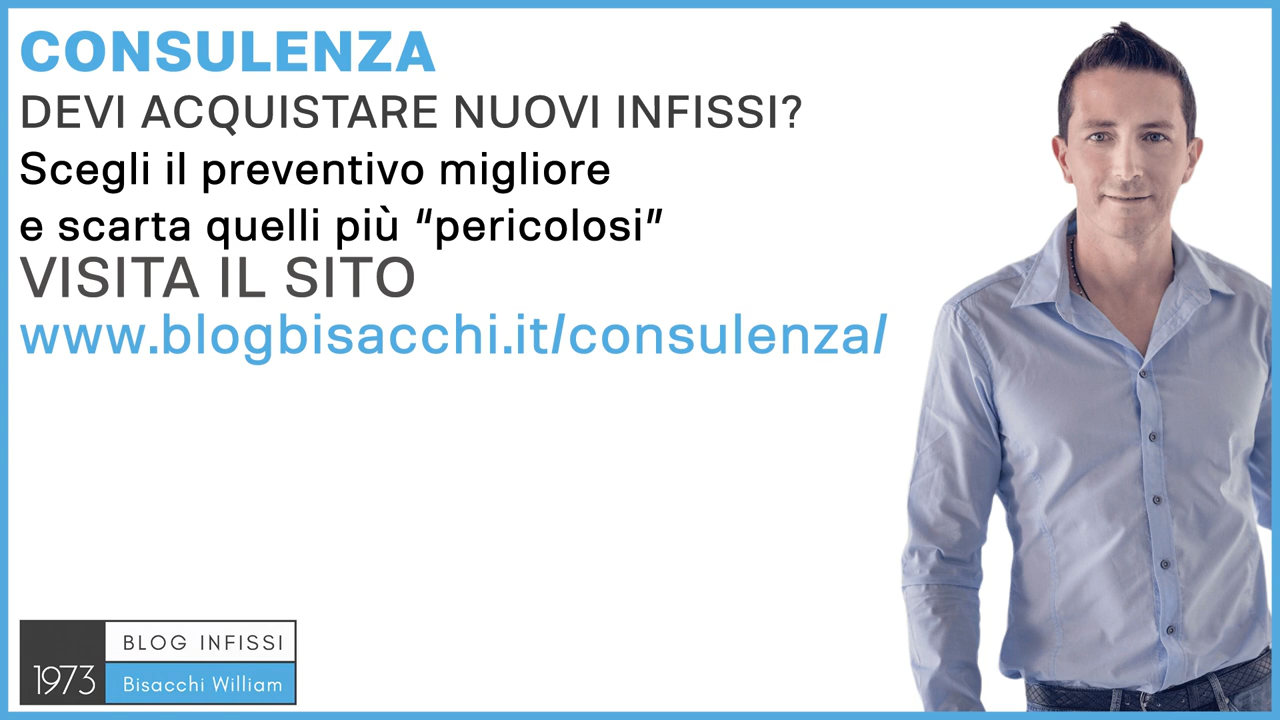 CONSULENZA
DEVI ACQUISTARE NUOVI INFISSI?
Scegli il preventivo migliore
e scarta quelli più “pericolosi”
VISITA IL SITO
www.blogbisacchi.it/consulenza/
BLOG INFISSI
1973
Bisacchi William